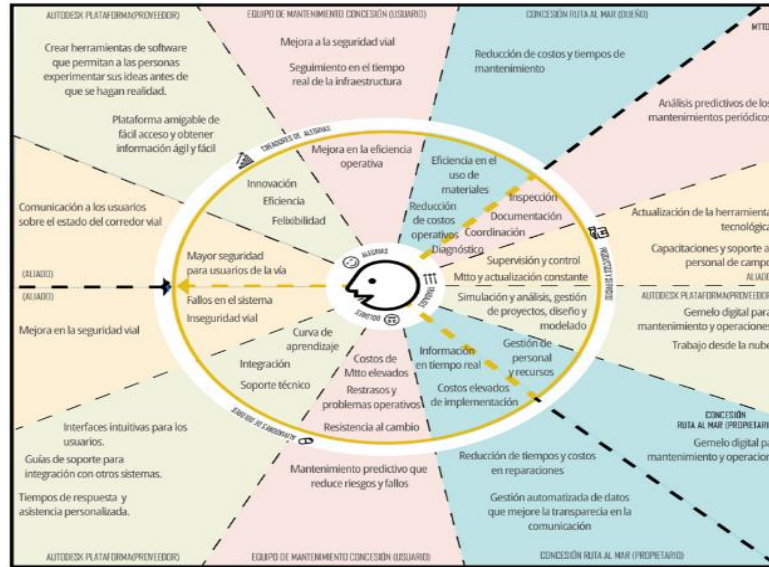 AUTODESK PLATAFORMA(PROVEEDOR)
Crear herramientas de software
que permitan a las personas
experimentar sus ideas antes de
que se hagan realidad.
Plataforma amigable de
fácil acceso y obtener
información ágil y fácil
EQUIPO DE MANTENIMIENTO CONCESIÓN (USUARIO)
Mejora a la seguridad vial
Seguimiento en el tiempo
real de la infraestructura
CONCESIÓN RUTA AL MAR (DUEÑO)
Reducción de costos y tiempos de
mantenimiento
MTTO
Análisis predictivos de los
mantenimientos periódicos
CREADORES DE ALEGRIAS
Innovación
Eficiencia
Felixibilidad
Mejora en la eficiencia
operativa
Eficiencia en el
uso de
materiales
Reducción
de costos
operativos
Inspección
Documentación
Coordinación
Diagnóstico
Comunicación a los usuarios
sobre el estado del corredor vial
(ALIADO)
Mayor seguridad
para usuarios de la vía
ALEGRIAS
TRABAJOS
DOLORES
Supervisión y control
Mtto y actualización constante
Simulación y análisis, gestión
de proyectos, diseño y
modelado
Actualización de la herramienta
tecnológica
Capacitaciones y soporte a
personal de campo
ALIADO
(ALIADO)
Mejora en la seguridad vial
Fallos en el sistema
Inseguridad vial
AUTODESK PLATAFORMA(PROVEEDOR
Gemelo digital para
mantenimiento y operaciones
Trabajo desde la nube
Curva de
aprendizaje
Integración
Soporte técnico
Costos de
Mtto elevados
Restrasos y
problemas operativos
Resistencia al cambio
Información
en tiempo real
Costos elevados
de implementación
Gestión de
personal
y recursos
ALIVIADORES DE DOLORES
CONCESIÓN
RUTA AL MAR (PROPIETARIO
Gemelo digital pa
mantenimiento y operacion
Interfaces intuitivas para los
usuarios.
Guías de soporte para
integración con otros sistemas.
Tiempos de respuesta y
asistencia personalizada.
AUTODESK PLATAFORMA(PROVEEDOR)
Mantenimiento predictivo que
reduce riesgos y fallos
EQUIPO DE MANTENIMIENTO CONCESIÓN (USUARIO)
Reducción de tiempos y costos
en reparaciones
Gestión automatizada de datos
que mejore la transparecia en la
comunicación
CONCESIÓN RUTA AL MAR (PROPIETARIO)